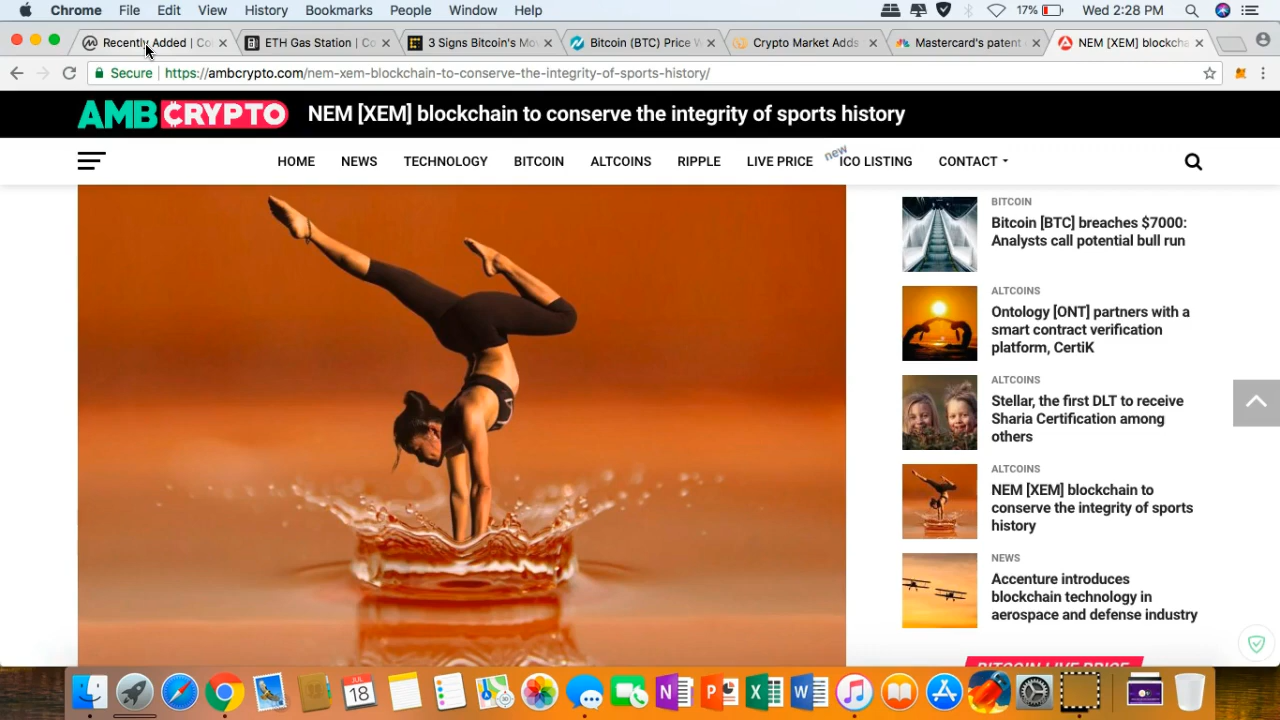 Chrome File Edit View History Bookmarks People Window Help 17% Wed 2:28 PM
Recently Added | Co ETH Gas Station | Co 3 Signs Bitcoin's Mo Bitcoin (BTC) Price W Crypto Market Adds Mastercard's patent NEM [XEM] blockcha
Secure https://ambcrypto.com/nem-xem-blockchain-to-conserve-the-integrity-of-sports-history/
AMBCRYPTO NEM [XEM] blockchain to conserve the integrity of sports history
HOME NEWS TECHNOLOGY BITCOIN ALTCOINS RIPPLE LIVE PRICE new ICO LISTING CONTACT
BITCOIN
Bitcoin [BTC] breaches $7000:
Analysts call potential bull run
ALTCOINS
Ontology [ONT] partners with a
smart contract verification
platform, CertiK
ALTCOINS
Stellar, the first DLT to receive
Sharia Certification among
others
ALTCOINS
NEM [XEM] blockchain to
conserve the integrity of sports
history
NEWS
Accenture introduces
blockchain technology in
aerospace and defense industry
BITCOIN LIVE PRICE
JUL
18
N P X W